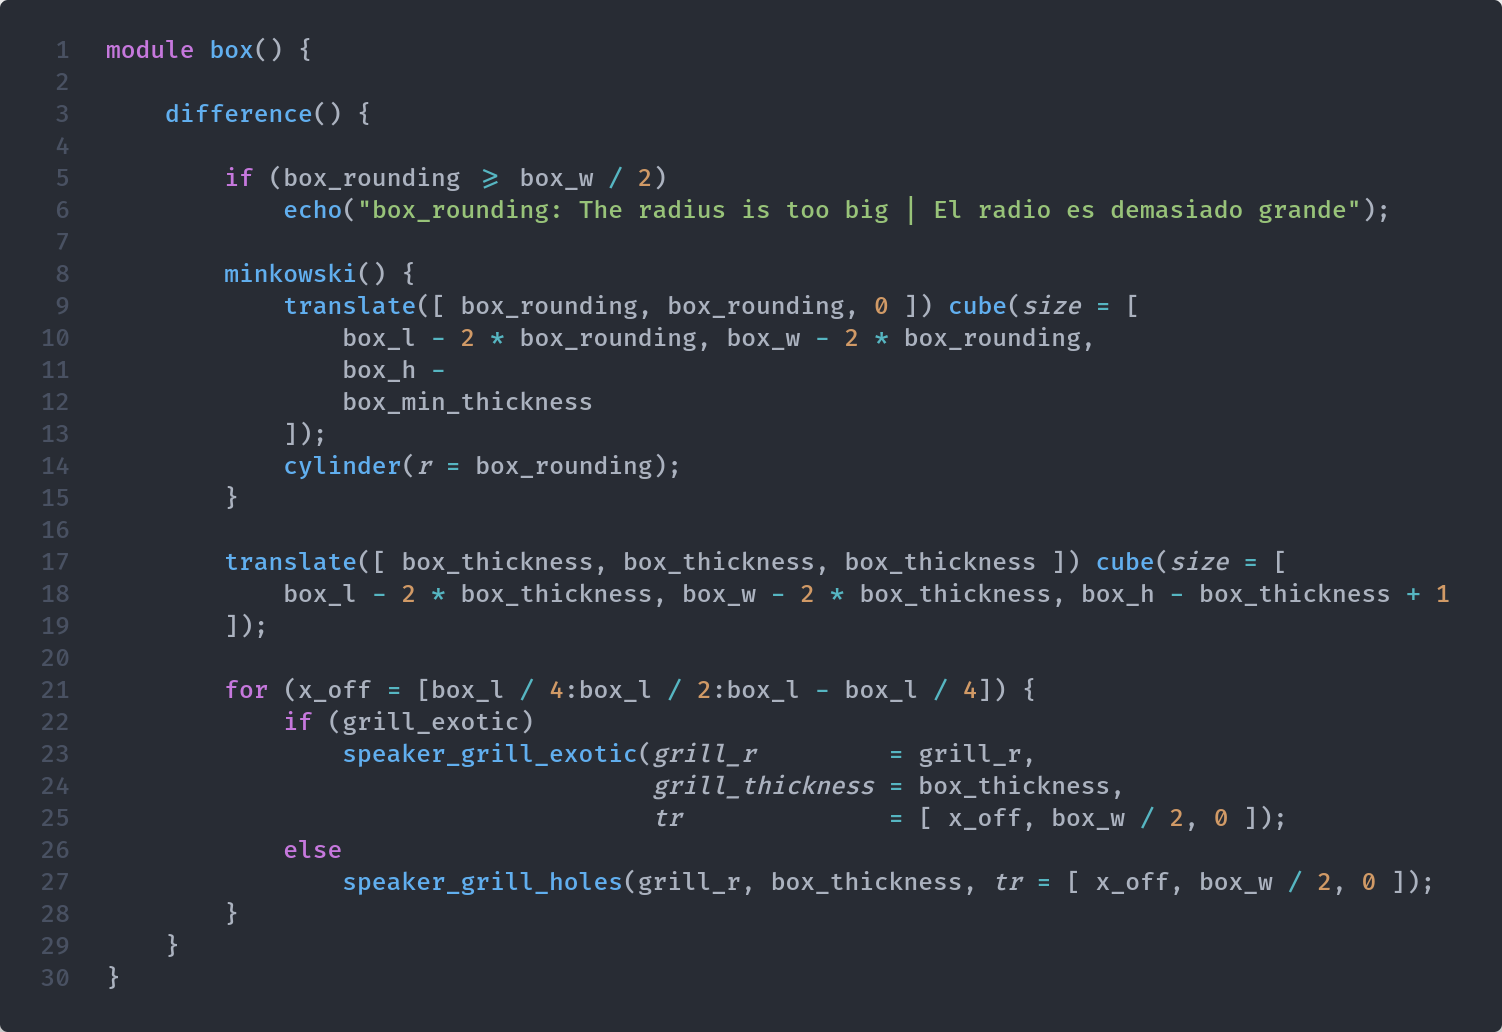 1 module box() {
2
3     difference() {
4
5         if (box_rounding >= box_w / 2)
6             echo("box_rounding: The radius is too big | El radio es demasiado grande");
7
8         minkowski() {
9             translate([ box_rounding, box_rounding, 0 ]) cube(size = [
10                 box_l - 2 * box_rounding, box_w - 2 * box_rounding,
11                 box_h -
12                 box_min_thickness
13             ]);
14             cylinder(r = box_rounding);
15         }
16
17         translate([ box_thickness, box_thickness, box_thickness ]) cube(size = [
18             box_l - 2 * box_thickness, box_w - 2 * box_thickness, box_h - box_thickness + 1
19         ]);
20
21         for (x_off = [box_l / 4:box_l / 2:box_l - box_l / 4]) {
22             if (grill_exotic)
23                 speaker_grill_exotic(grill_r         = grill_r,
24                                      grill_thickness = box_thickness,
25                                      tr              = [ x_off, box_w / 2, 0 ]);
26             else
27                 speaker_grill_holes(grill_r, box_thickness, tr = [ x_off, box_w / 2, 0 ]);
28         }
29     }
30 }